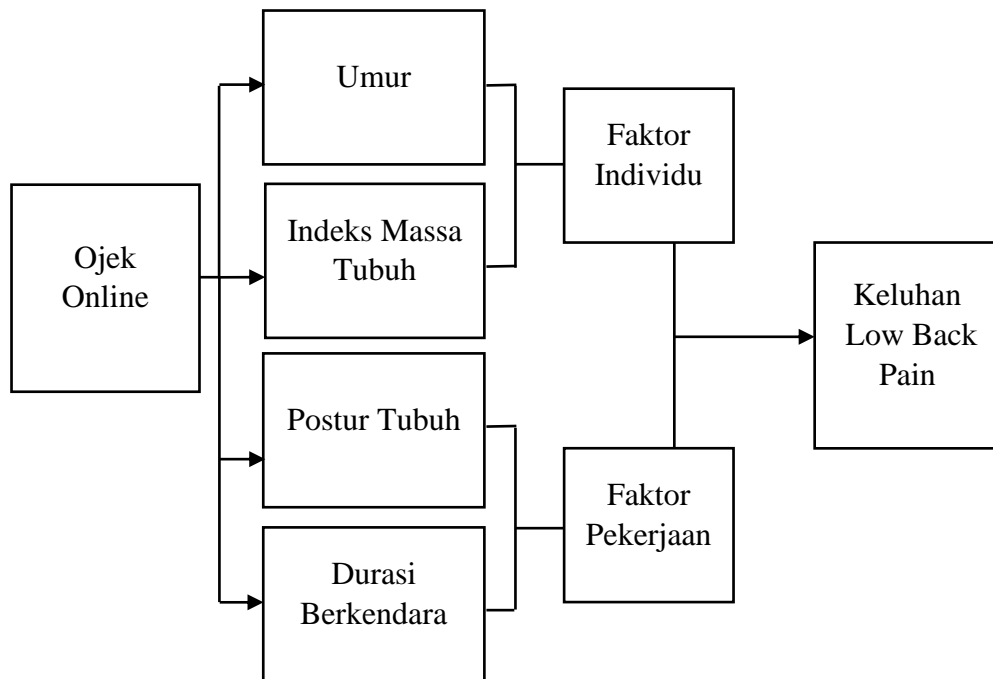 Ojek
Online
Umur
Indeks Massa
Tubuh
Postur Tubuh
Durasi
Berkendara
Faktor
Individu
Faktor
Pekerjaan
Keluhan
Low Back
Pain